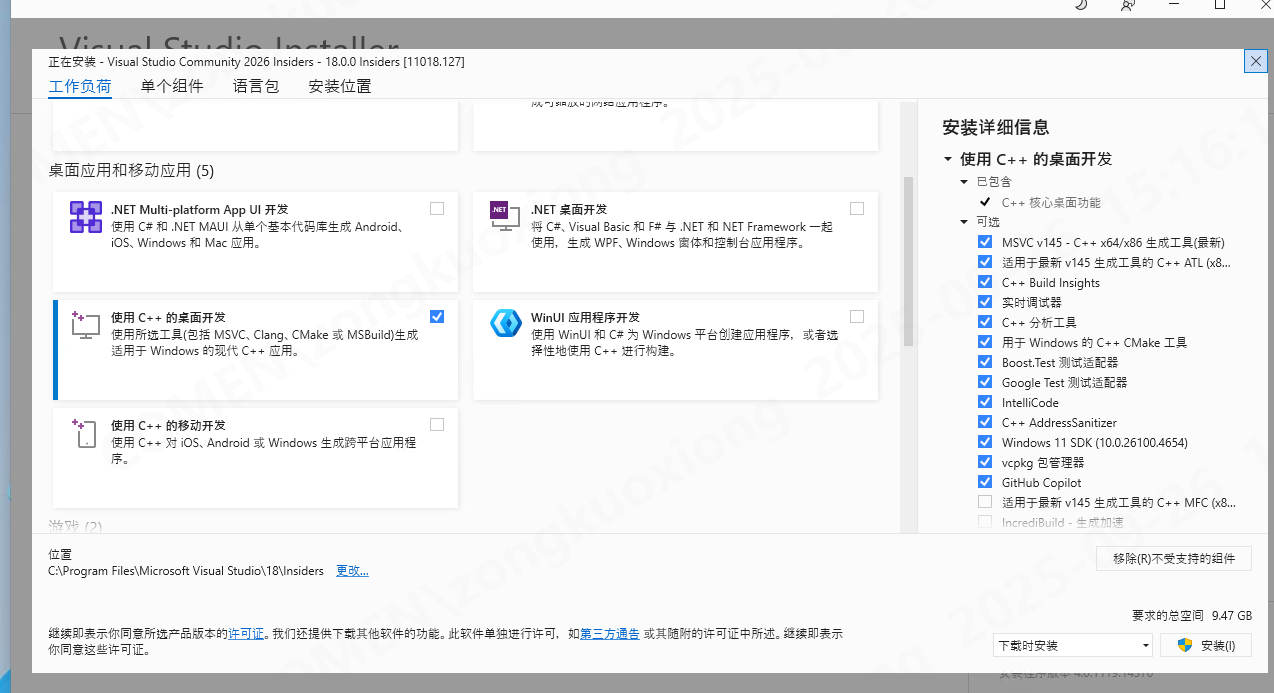 Visual Studio Installer
正在安装 - Visual Studio Community 2026 Insiders - 18.0.0 Insiders [11018.127]
工作负荷 单个组件 语言包 安装位置
成可缩放的网络应用程序。
桌面应用和移动应用 (5)
.NET Multi-platform App UI 开发
使用 C# 和 .NET MAUI 从单个基本代码库生成 Android、
iOS、Windows 和 Mac 应用。
.NET
.NET 桌面开发
将 C#、Visual Basic 和 F# 与 .NET 和 NET Framework 一起
使用，生成 WPF、Windows 窗体和控制台应用程序。
使用 C++ 的桌面开发
使用所选工具(包括 MSVC、Clang、CMake 或 MSBuild)生成
适用于 Windows 的现代 C++ 应用。
WinUI 应用程序开发
使用 WinUI 和 C# 为 Windows 平台创建应用程序，或者选
择性地使用 C++ 进行构建。
使用 C++ 的移动开发
使用 C++ 对 iOS、Android 或 Windows 生成跨平台应用程
序。
游戏 (2)
安装详细信息
使用 C++ 的桌面开发
已包含
C++ 核心桌面功能
可选
MSVC v145 - C++ x64/x86 生成工具(最新)
适用于最新 v145 生成工具的 C++ ATL (x8...
C++ Build Insights
实时调试器
C++ 分析工具
用于 Windows 的 C++ CMake 工具
Boost.Test 测试适配器
Google Test 测试适配器
IntelliCode
C++ AddressSanitizer
Windows 11 SDK (10.0.26100.4654)
vcpkg 包管理器
GitHub Copilot
适用于最新 v145 生成工具的 C++ MFC (x8...
IncrediBuild - 生成加速
位置
C:\Program Files\Microsoft Visual Studio\18\Insiders 更改...
移除(R)不受支持的组件
要求的总空间 9.47 GB
继续即表示你同意所选产品版本的许可证。我们还提供下载其他软件的功能。此软件单独进行许可，如第三方通告 或其随附的许可证中所述。继续即表示
你同意这些许可证。
下载时安装
安装(I)